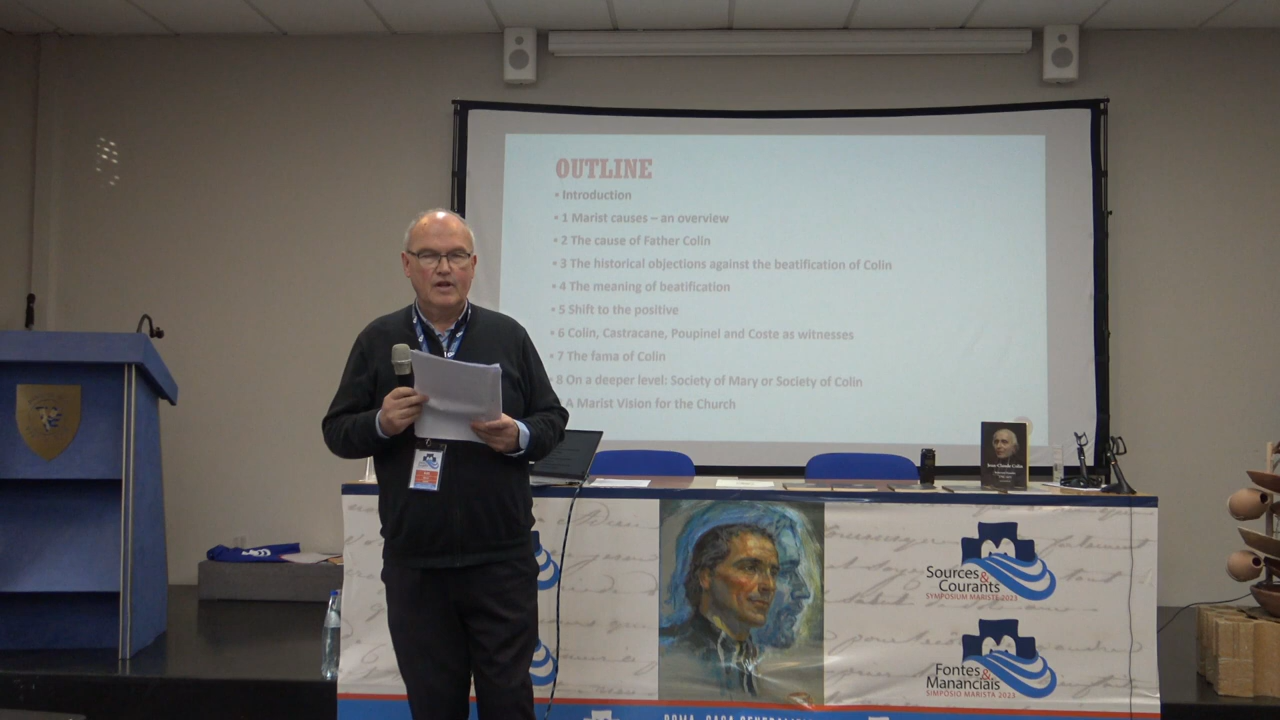 OUTLINE
• Introduction
• 1 Marist causes – an overview
• 2 The cause of Father Colin
• 3 The historical objections against the beatification of Colin
• 4 The meaning of beatification
• 5 Shift to the positive
• 6 Colin, Castracane, Poupinel and Coste as witnesses
• 7 The fama of Colin
8 On a deeper level: Society of Mary or Society of Colin
A Marist Vision for the Church
Jean-Claude Colin
Sources &
Courants
SYMPOSIUM MARISTE 2023
Fontes &
Mananciais
SIMPÓSIO MARISTA 2023
ROMA CASA